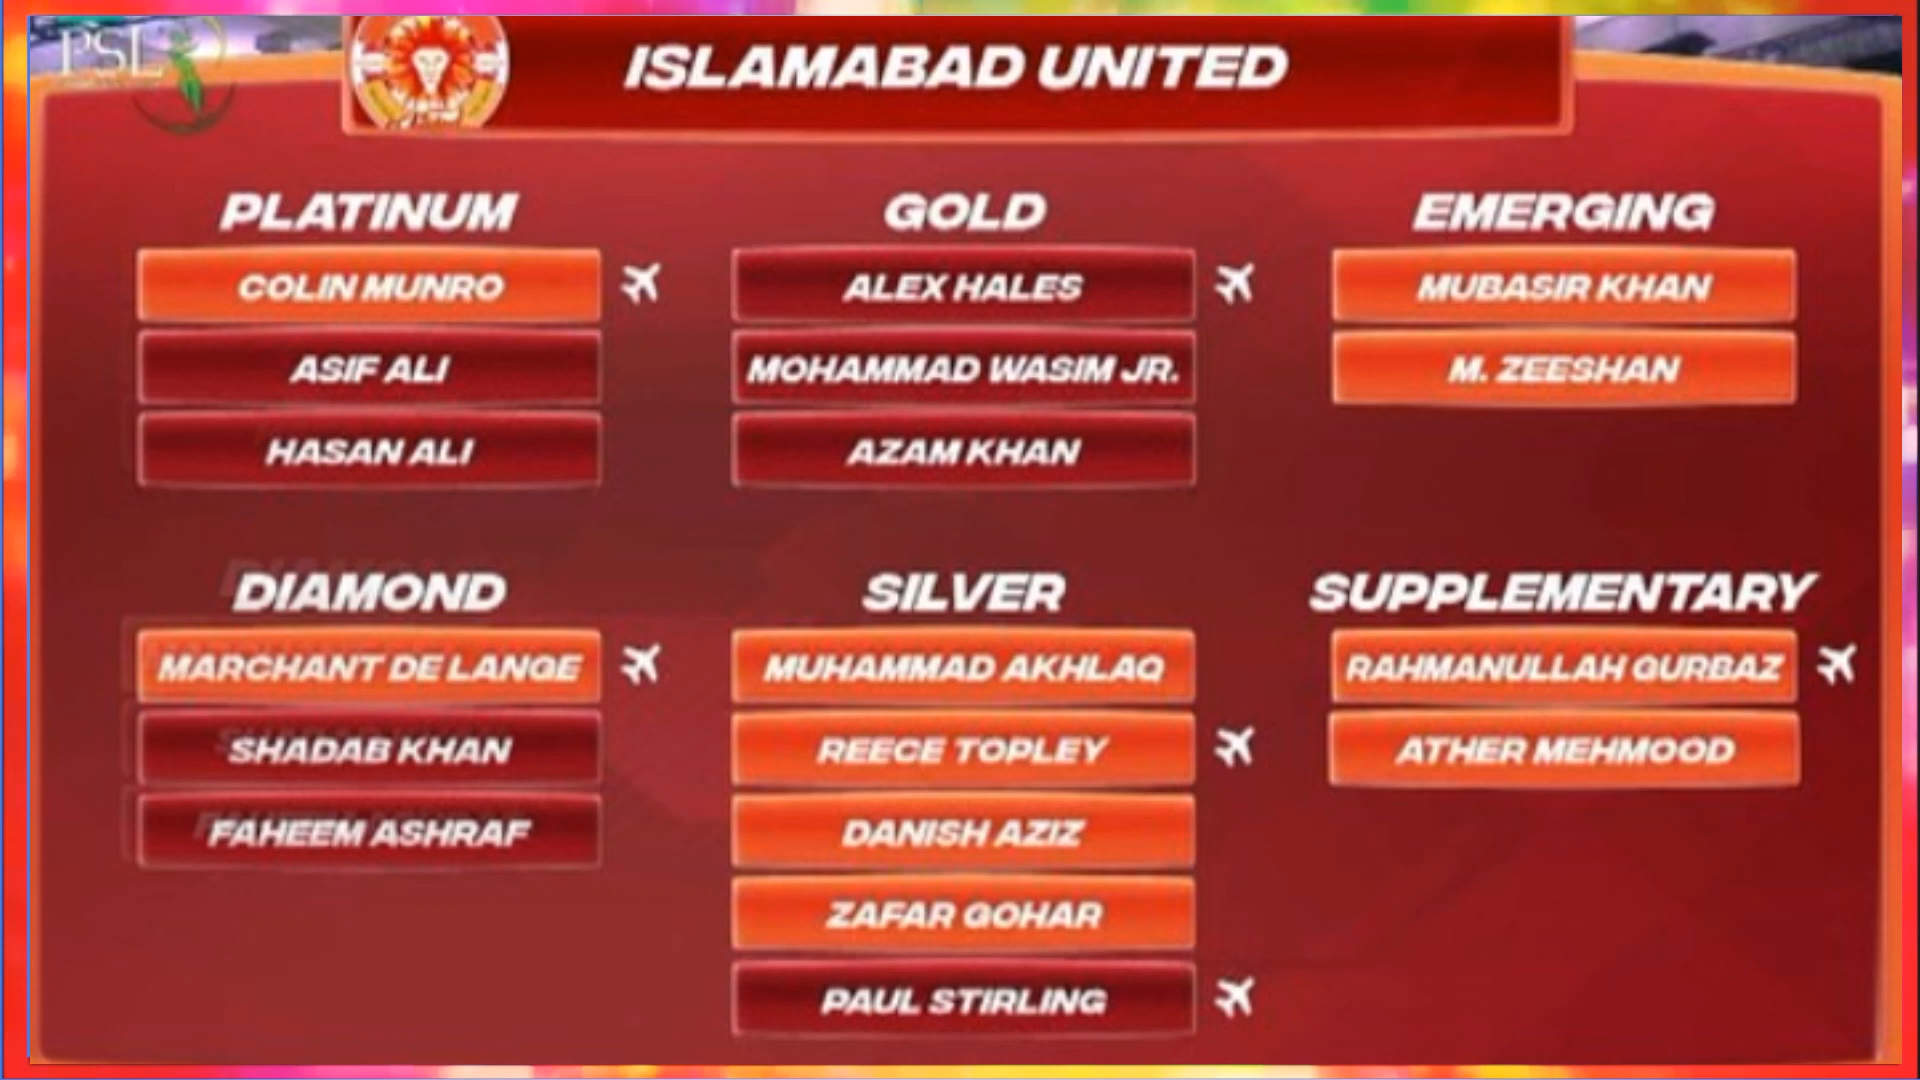 PSL
ISLAMABAD UNITED
PLATINUM
COLIN MUNRO
ASIF ALI
HASAN ALI
GOLD
ALEX HALES
MOHAMMAD WASIM JR.
AZAM KHAN
EMERGING
MUBASIR KHAN
M. ZEESHAN
DIAMOND
MARCHANT DE LANGE
SHADAB KHAN
FAHEEM ASHRAF
SILVER
MUHAMMAD AKHLAQ
REECE TOPLEY
DANISH AZIZ
ZAFAR GOHAR
PAUL STIRLING
SUPPLEMENTARY
RAHMANULLAH GURBAZ
ATHER MEHMOOD